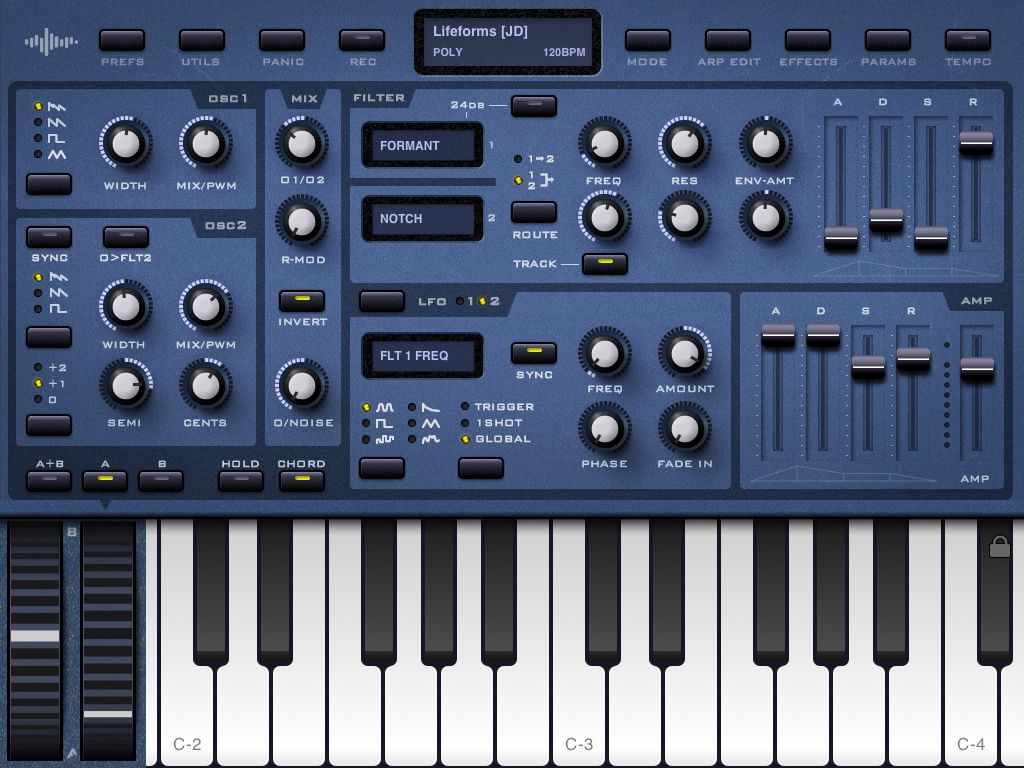 Lifeforms [JD]
POLY 120BPM
PREFS UTILS PANIC REC MODE ARP EDIT EFFECTS PARAMS TEMPO
OSC1
WIDTH MIX/PWM
OSC2
SYNC O>FLT2
WIDTH MIX/PWM
+2
+1
0
SEMI CENTS
A+B A B HOLD CHORD
MIX
O1/O2
R-MOD
INVERT
O/NOISE
FILTER
24DB
FORMANT 1
1→2
NOTCH 2
1
2
ROUTE
TRACK
FREQ RES ENV-AMT
A D S R
LFO 1 2
FLT 1 FREQ
SYNC
TRIGGER
1SHOT
GLOBAL
FREQ AMOUNT
PHASE FADE IN
AMP
A D S R
AMP
B
A
C-2 C-3 C-4